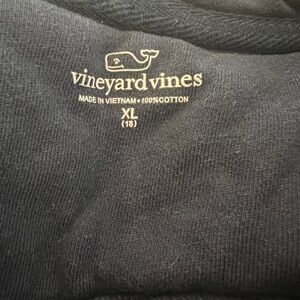 vineyard vines
MADE IN VIETNAM • 100% COTTON
XL
(18)